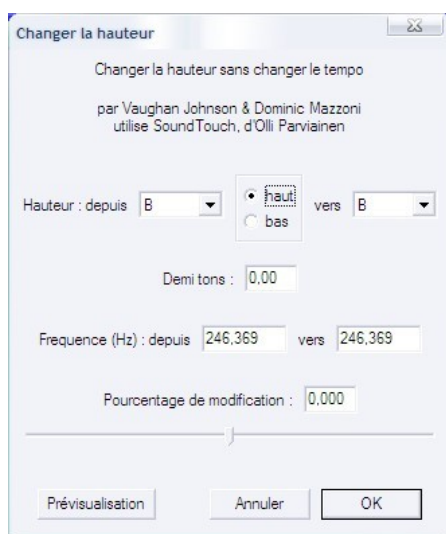 Changer la hauteur
Changer la hauteur sans changer le tempo
par Vaughan Johnson & Dominic Mazzoni
utilise SoundTouch, d'Olli Parviainen
Hauteur : depuis B haut vers B
bas
Demi tons : 0,00
Frequence (Hz) : depuis 246,369 vers 246,369
Pourcentage de modification : 0,000
Prévisualisation Annuler OK